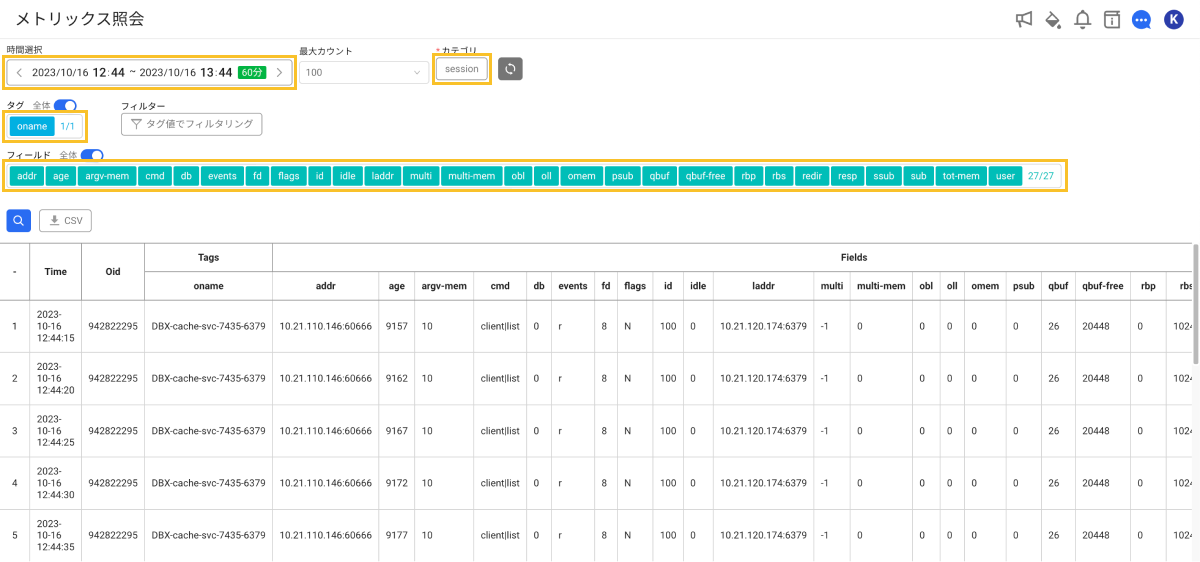 メトリックス照会
K
時間選択
最大カウント
* カテゴリ
2023/10/16 12:44 ~ 2023/10/16 13:44 60分
100
session
タグ 全体
フィルター
oname 1/1
タグ値でフィルタリング
フィールド 全体
addr age argv-mem cmd db events fd flags id idle laddr multi multi-mem obl oll omem psub qbuf qbuf-free rbp rbs redir resp ssub sub tot-mem user 27/27
CSV
- Time Oid Tags Fields
oname addr age argv-mem cmd db events fd flags id idle laddr multi multi-mem obl oll omem psub qbuf qbuf-free rbp rbs
1 2023-10-16 12:44:15 942822295 DBX-cache-svc-7435-6379 10.21.110.146:60666 9157 10 client|list 0 r 8 N 100 0 10.21.120.174:6379 -1 0 0 0 0 0 26 20448 0 1024
2 2023-10-16 12:44:20 942822295 DBX-cache-svc-7435-6379 10.21.110.146:60666 9162 10 client|list 0 r 8 N 100 0 10.21.120.174:6379 -1 0 0 0 0 0 26 20448 0 1024
3 2023-10-16 12:44:25 942822295 DBX-cache-svc-7435-6379 10.21.110.146:60666 9167 10 client|list 0 r 8 N 100 0 10.21.120.174:6379 -1 0 0 0 0 0 26 20448 0 1024
4 2023-10-16 12:44:30 942822295 DBX-cache-svc-7435-6379 10.21.110.146:60666 9172 10 client|list 0 r 8 N 100 0 10.21.120.174:6379 -1 0 0 0 0 0 26 20448 0 1024
5 2023-10-16 12:44:35 942822295 DBX-cache-svc-7435-6379 10.21.110.146:60666 9177 10 client|list 0 r 8 N 100 0 10.21.120.174:6379 -1 0 0 0 0 0 26 20448 0 1024